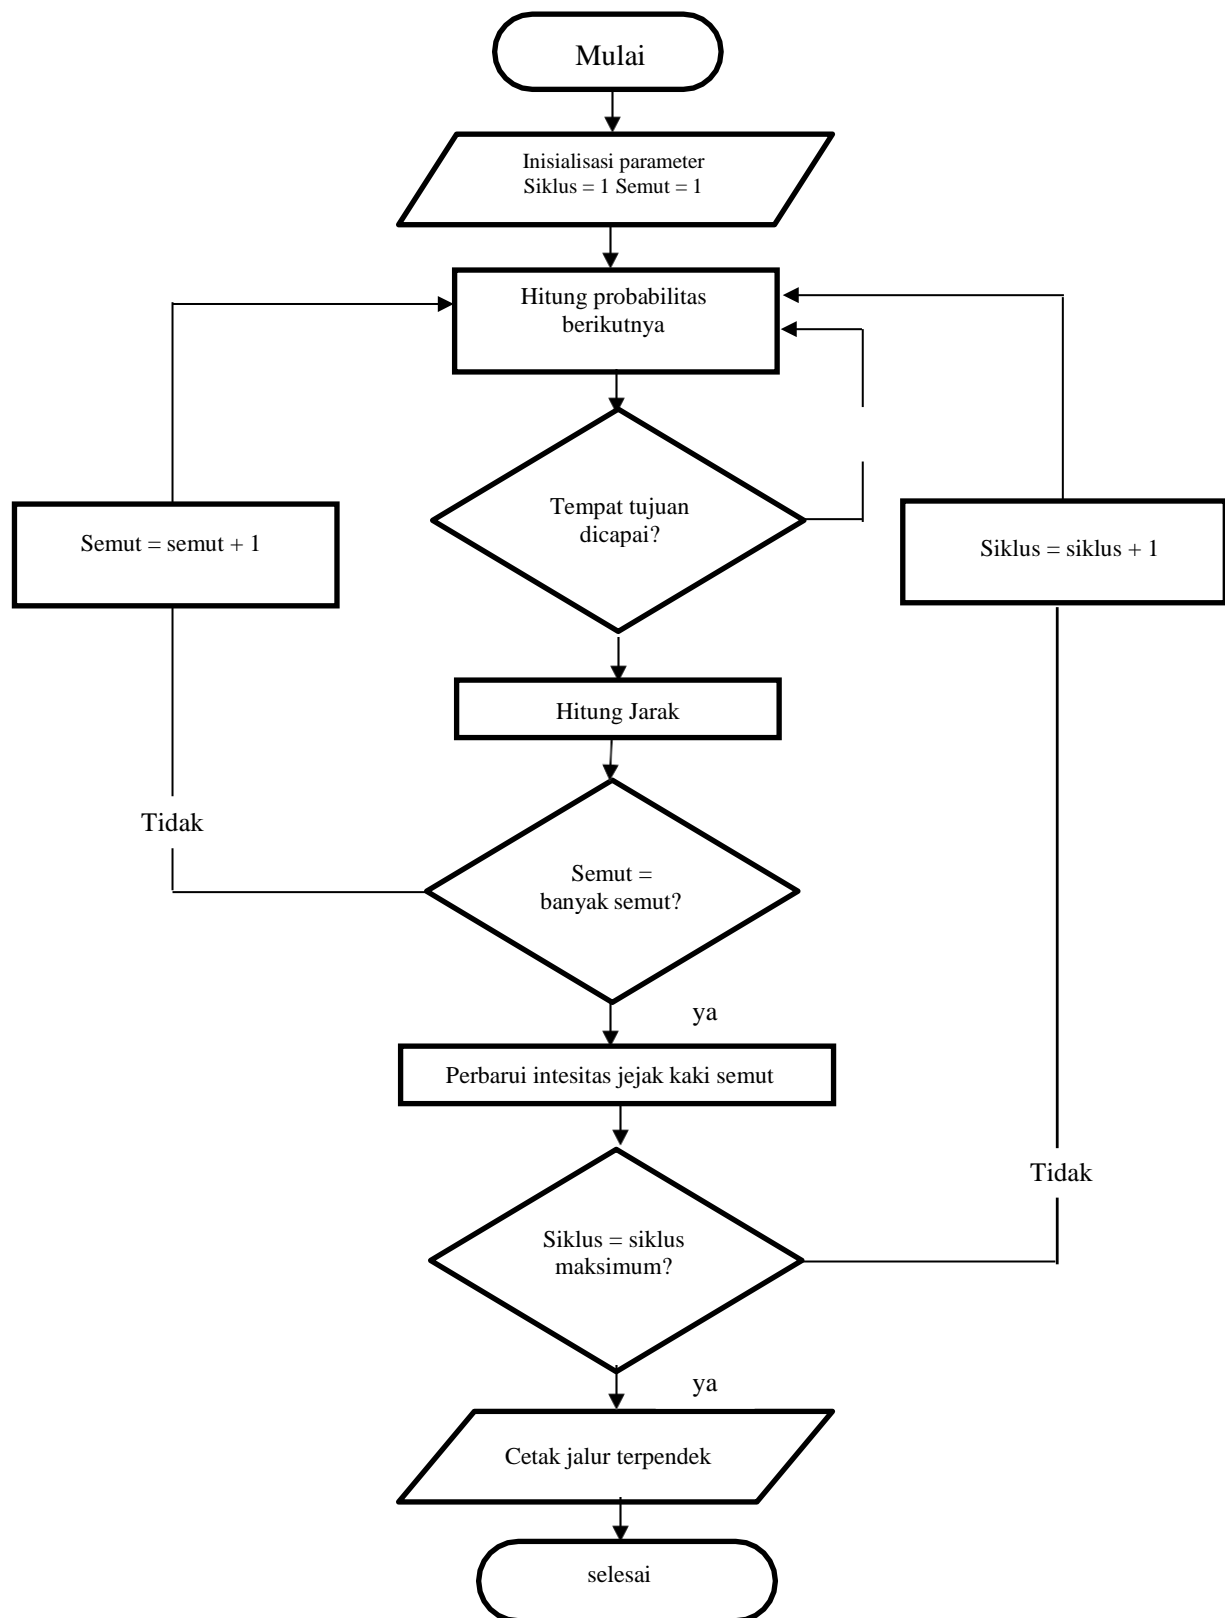 Mulai
Inisialisasi parameter
Siklus = 1 Semut = 1
Hitung probabilitas
berikutnya
Tempat tujuan
dicapai?
Semut = semut + 1
Siklus = siklus + 1
Hitung Jarak
Tidak
Semut =
banyak semut?
ya
Perbarui intesitas jejak kaki semut
Tidak
Siklus = siklus
maksimum?
ya
Cetak jalur terpendek
selesai